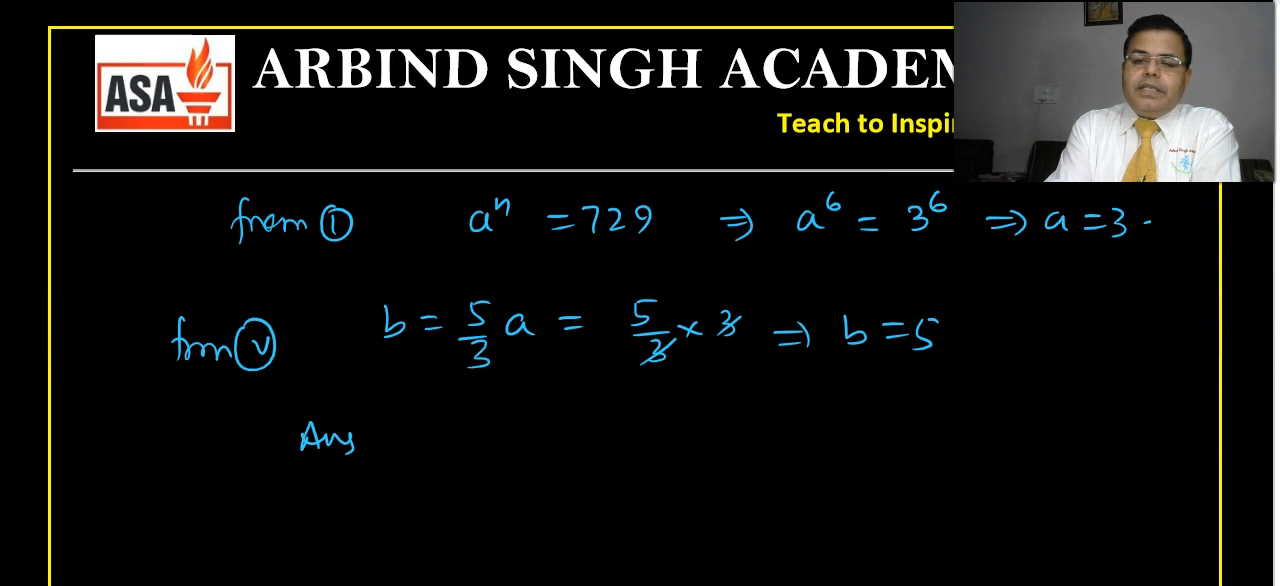 ASA
ARBIND SINGH ACADEM
Teach to Inspi
from ① aⁿ = 729 ⇒ a⁶ = 3⁶ ⇒ a = 3 -
from ⓥ b = 5/3 a = 5/3 × 3 ⇒ b = 5
Ans